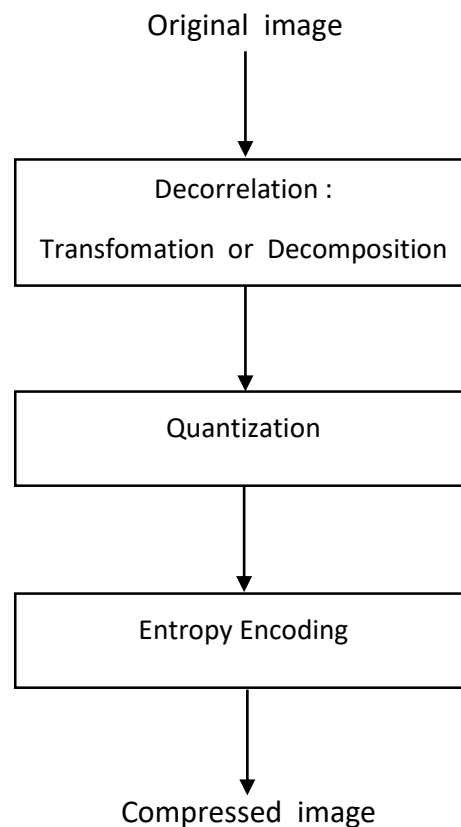 Original image
Decorrelation :
Transfomation or Decomposition
Quantization
Entropy Encoding
Compressed image